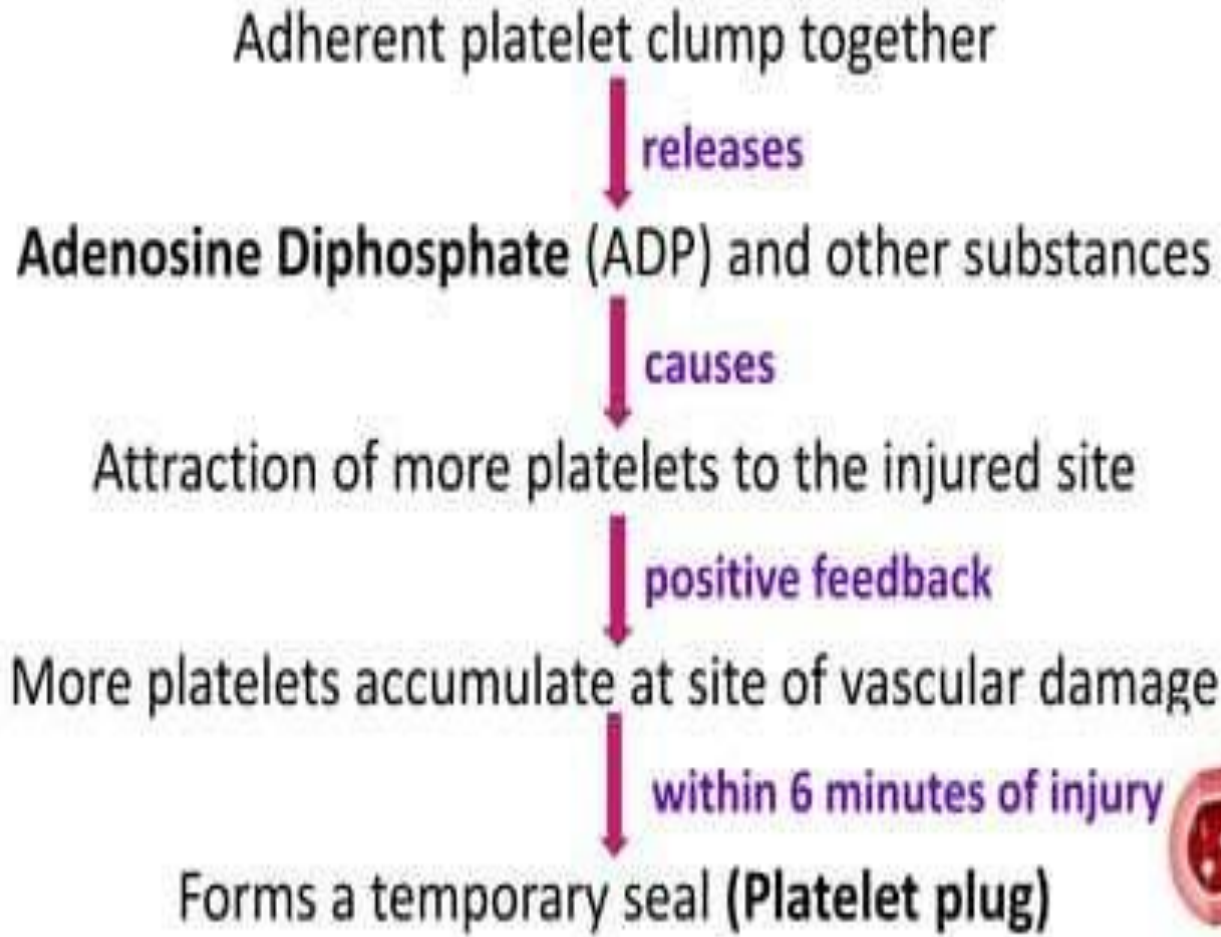 Adherent platelet clump together
releases
Adenosine Diphosphate (ADP) and other substances
causes
Attraction of more platelets to the injured site
positive feedback
More platelets accumulate at site of vascular damage
within 6 minutes of injury
Forms a temporary seal (Platelet plug)